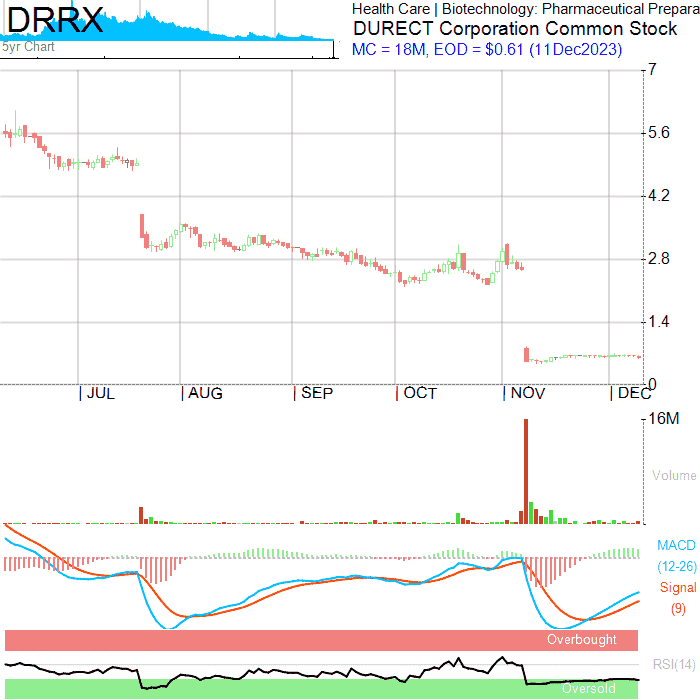 DRRX
5yr Chart
Health Care | Biotechnology: Pharmaceutical Prepara
DURECT Corporation Common Stock
MC = 18M, EOD = $0.61 (11Dec2023)
7
5.6
4.2
2.8
1.4
0
JUL AUG SEP OCT NOV DEC
16M
Volume
MACD
(12-26)
Signal
(9)
Overbought
RSI(14)
Oversold